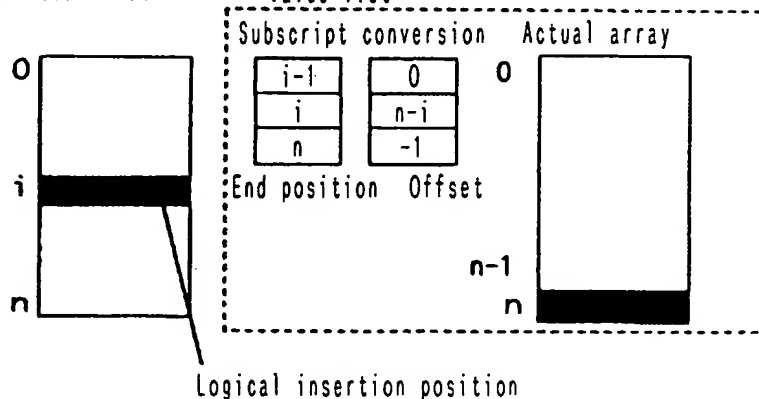 Subscript conversion Actual array
0 i-1 0 0
i n-i
i n -1
End position Offset
n-1
n n
Logical insertion position